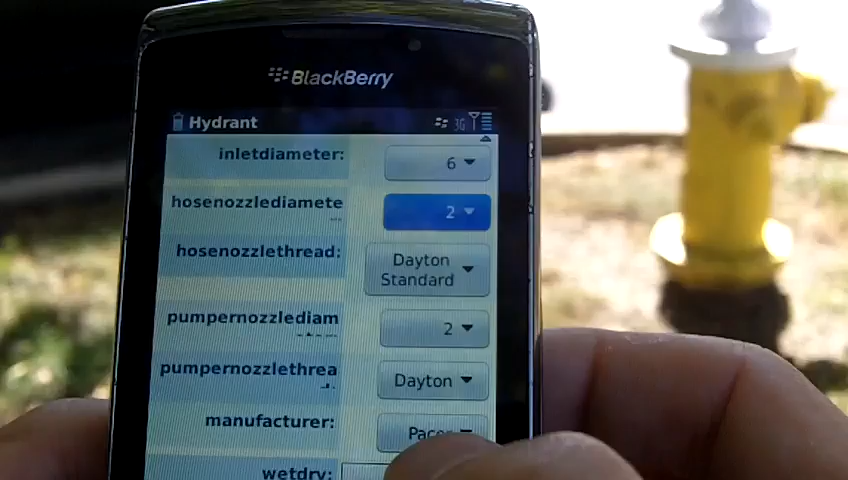 BlackBerry
Hydrant 3G
inletdiameter: 6
hosenozzlediamete 2
hosenozzlethread: Dayton Standard
pumpernozzlediam 2
pumpernozzlethrea Dayton
manufacturer:
wetdry: